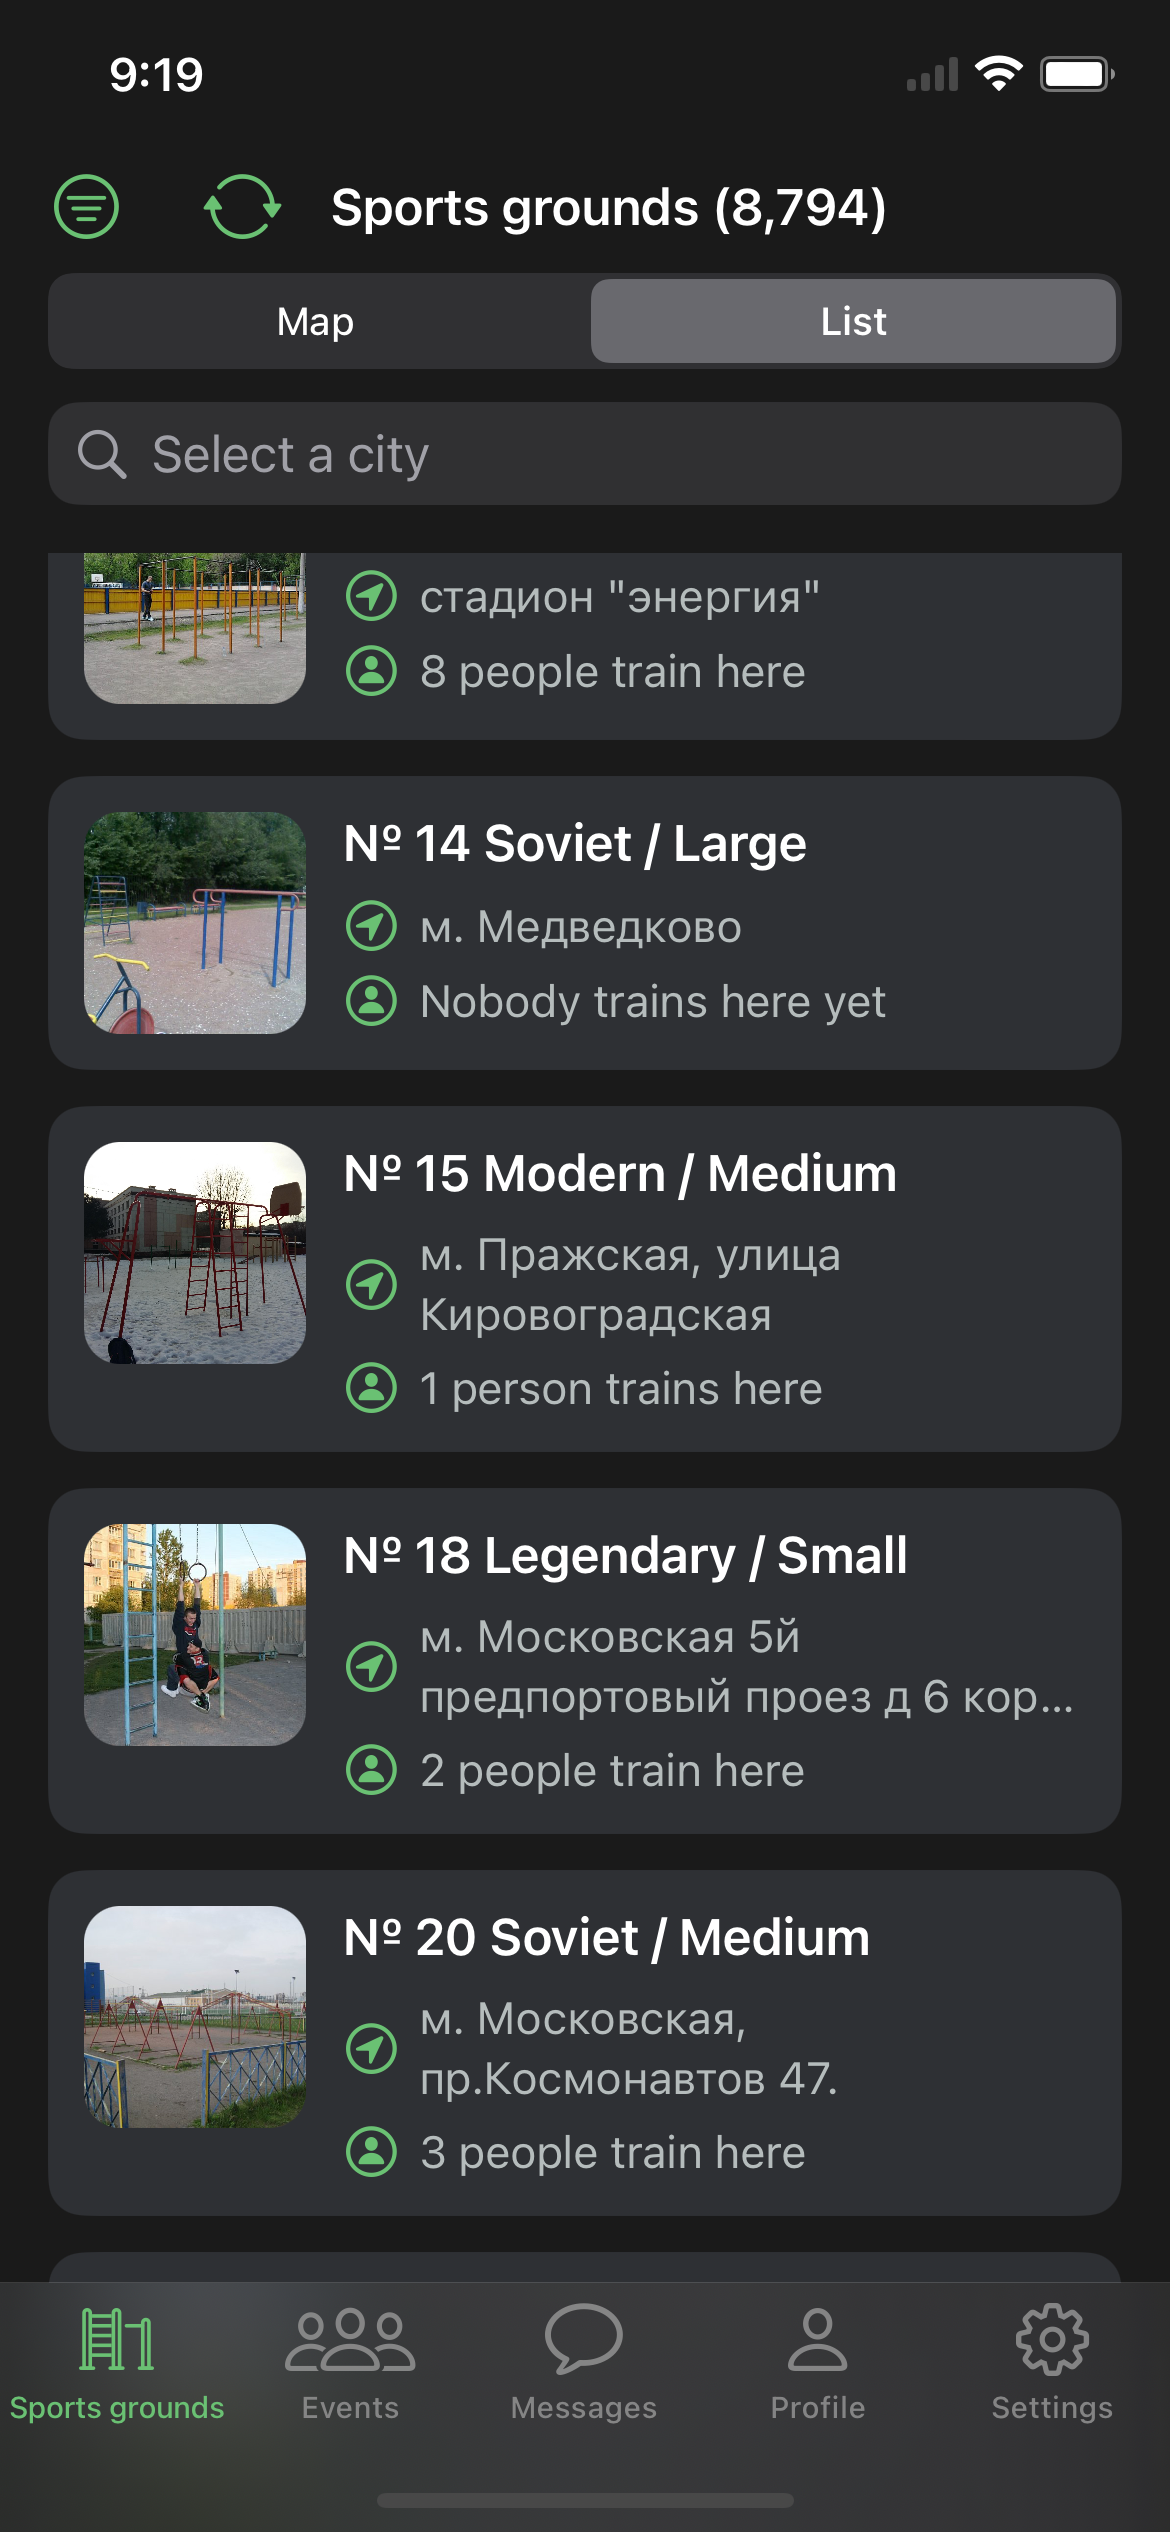 9:19
Sports grounds (8,794)
Map
List
Select a city
стадион "энергия"
8 people train here
№ 14 Soviet / Large
м. Медведково
Nobody trains here yet
№ 15 Modern / Medium
м. Пражская, улица
Кировоградская
1 person trains here
№ 18 Legendary / Small
м. Московская 5й
предпортовый проез д 6 кор...
2 people train here
№ 20 Soviet / Medium
м. Московская,
пр.Космонавтов 47.
3 people train here
Sports grounds
Events
Messages
Profile
Settings